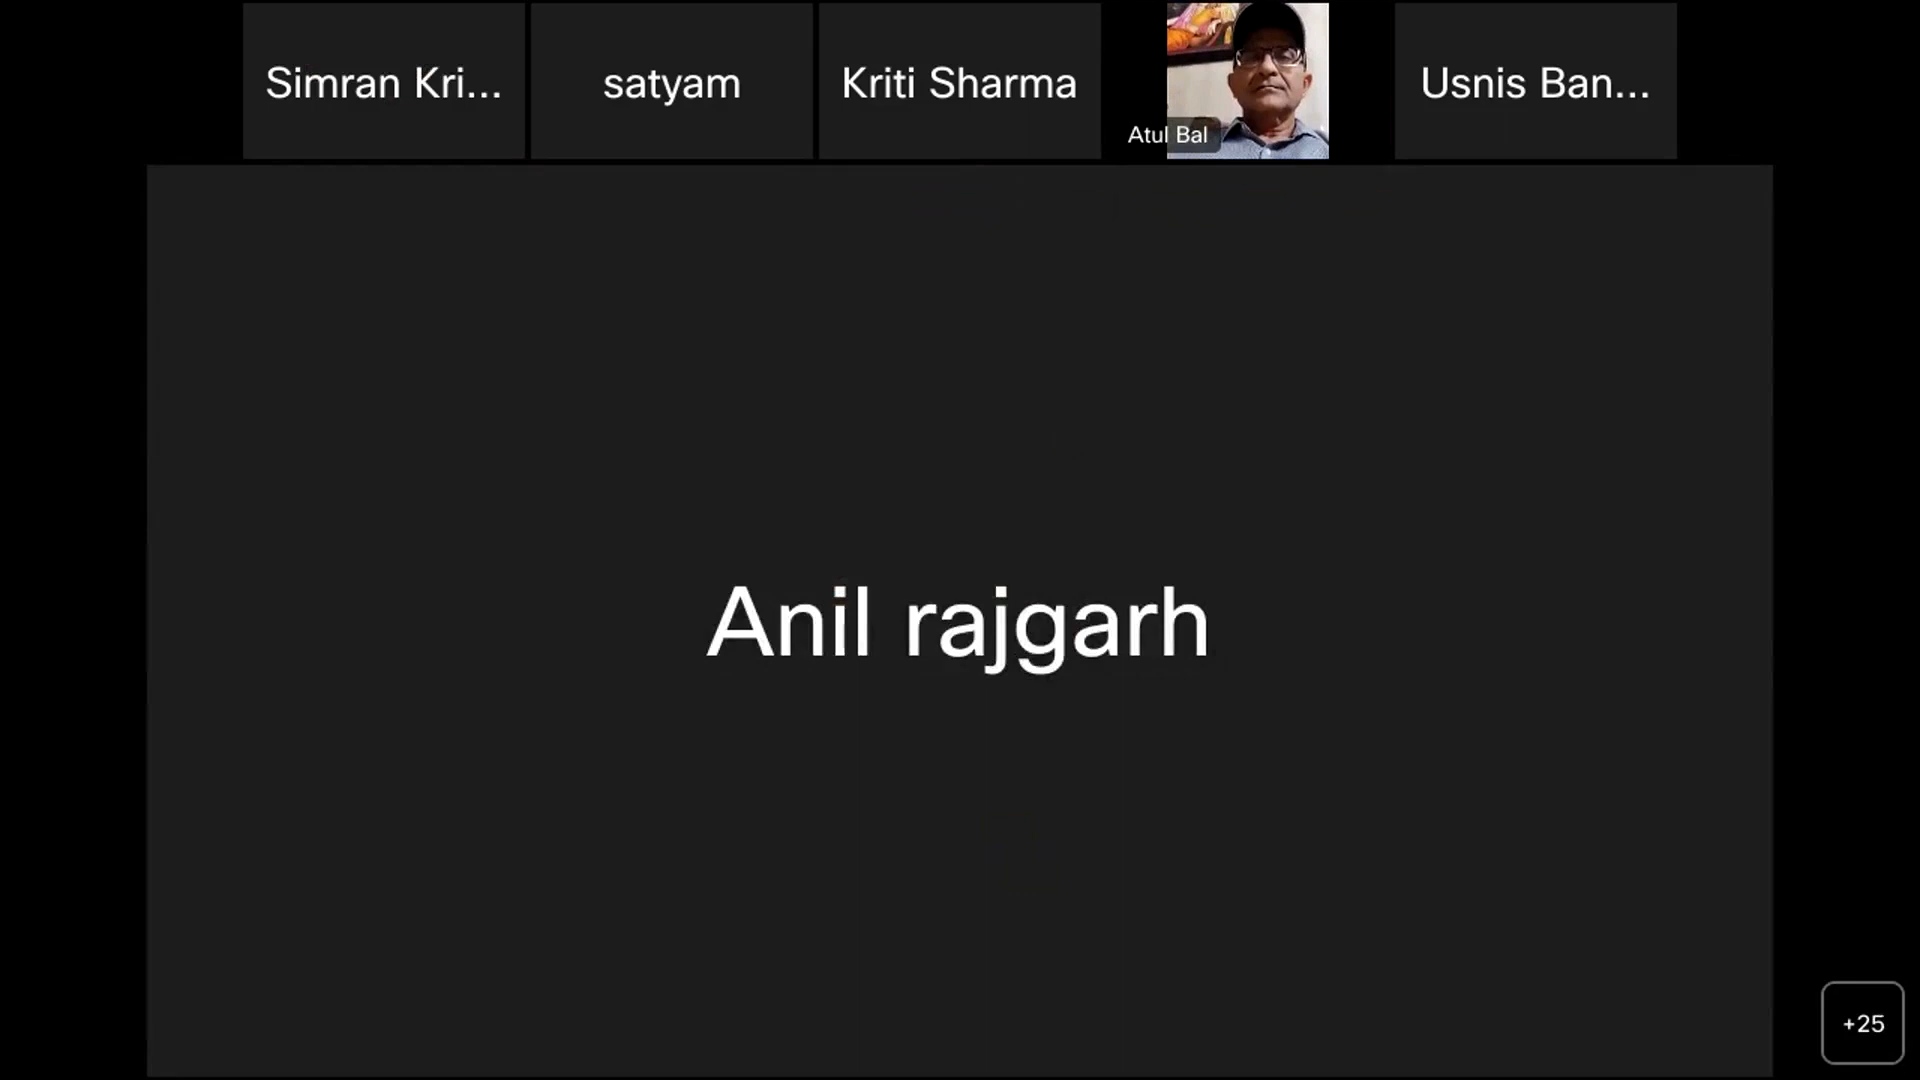 Simran Kri...
satyam
Kriti Sharma
Atul Bal
Usnis Ban...
Anil rajgarh
+25